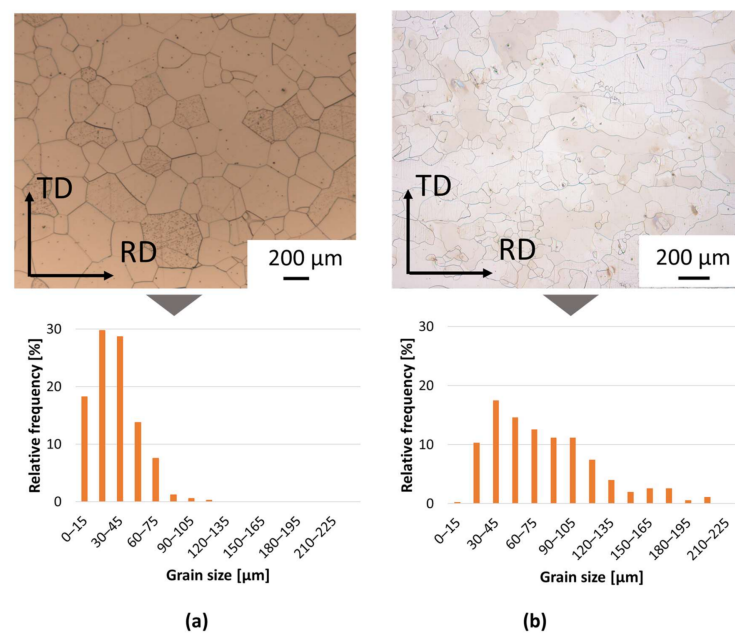 TD
RD
200 µm
TD
RD
200 µm
Relative frequency [%]
30
20
10
0
0–15
30–45
60–75
90–105
120–135
150–165
180–195
210–225
Grain size [µm]
Relative frequency [%]
30
20
10
0
0–15
30–45
60–75
90–105
120–135
150–165
180–195
210–225
Grain size [µm]
(a)
(b)